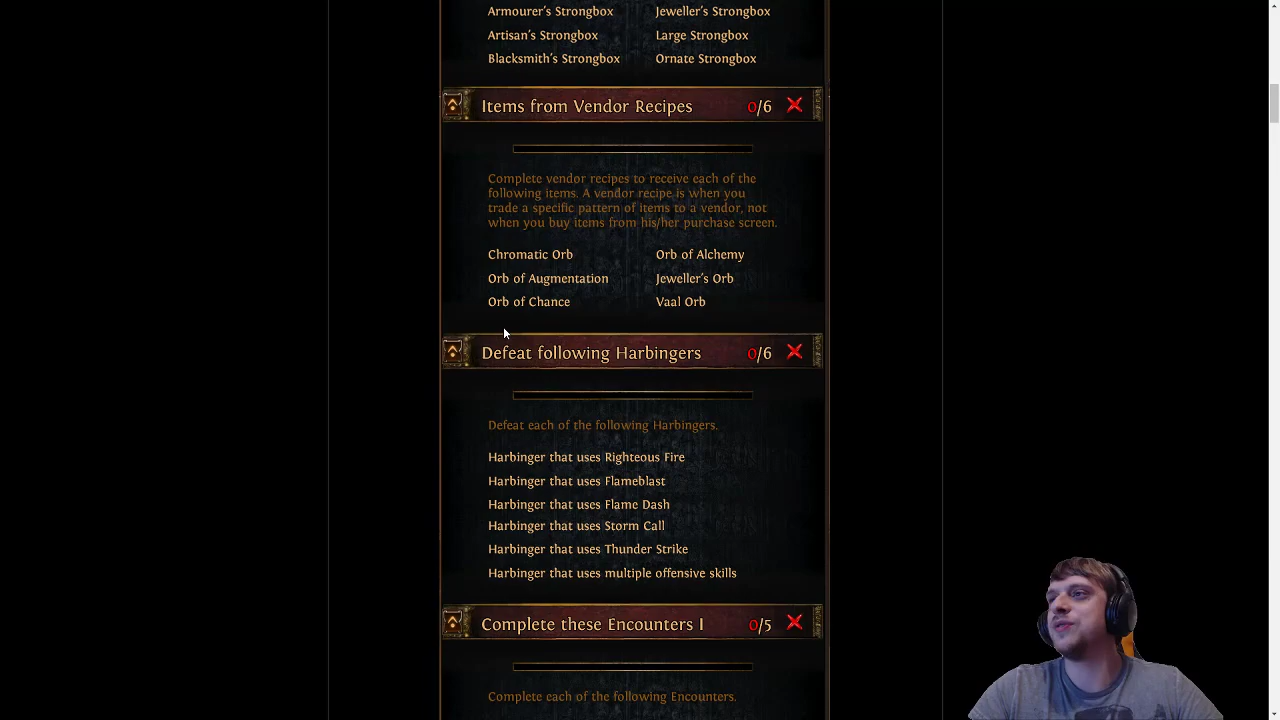 Armourer's Strongbox Jeweller's Strongbox
Artisan's Strongbox Large Strongbox
Blacksmith's Strongbox Ornate Strongbox
Items from Vendor Recipes 0/6
Complete vendor recipes to receive each of the
following items. A vendor recipe is when you
trade a specific pattern of items to a vendor, not
when you buy items from his/her purchase screen.
Chromatic Orb Orb of Alchemy
Orb of Augmentation Jeweller's Orb
Orb of Chance Vaal Orb
Defeat following Harbingers 0/6
Defeat each of the following Harbingers.
Harbinger that uses Righteous Fire
Harbinger that uses Flameblast
Harbinger that uses Flame Dash
Harbinger that uses Storm Call
Harbinger that uses Thunder Strike
Harbinger that uses multiple offensive skills
Complete these Encounters I 0/5
Complete each of the following Encounters.